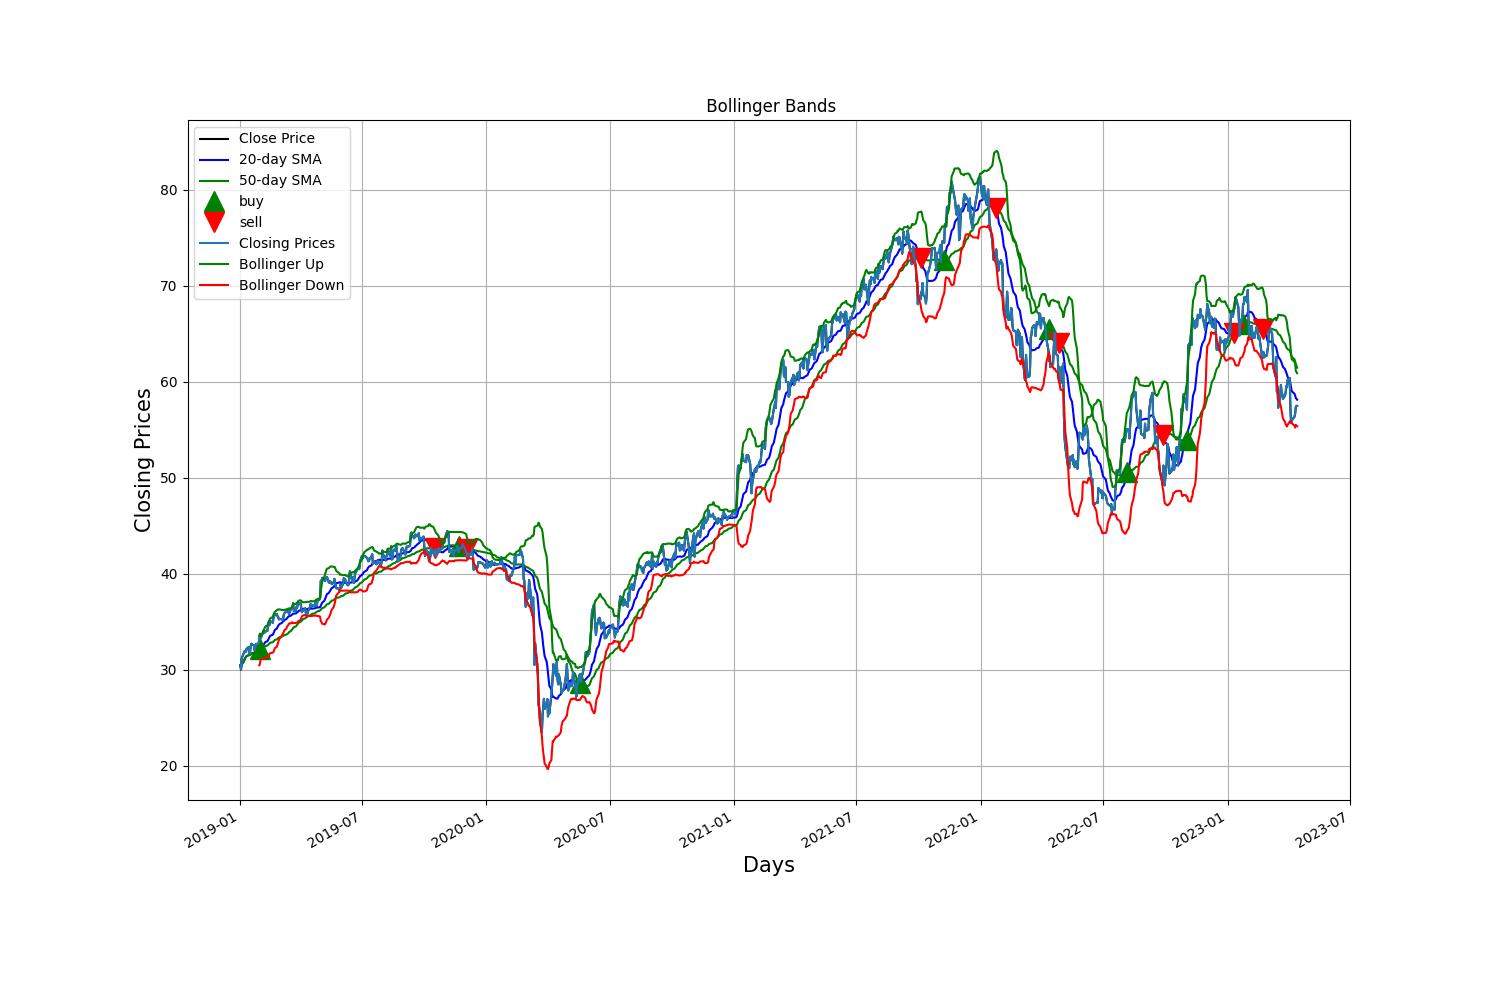 Bollinger Bands
Close Price
20-day SMA
50-day SMA
buy
sell
Closing Prices
Bollinger Up
Bollinger Down
80
70
60
50
40
30
20
Closing Prices
2019-01
2019-07
2020-01
2020-07
2021-01
2021-07
2022-01
2022-07
2023-01
2023-07
Days